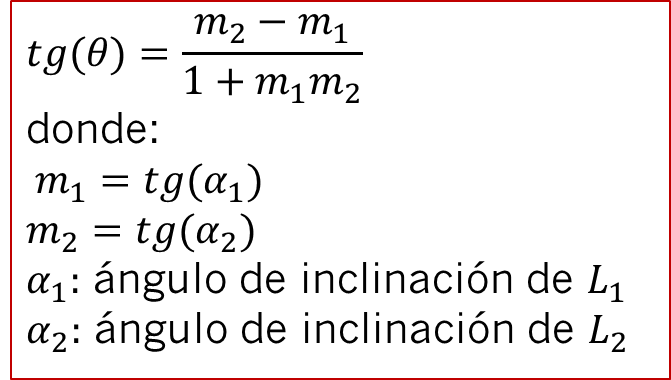 tg(θ) = (m₂ − m₁) / (1 + m₁m₂)
donde:
m₁ = tg(α₁)
m₂ = tg(α₂)
α₁: ángulo de inclinación de L₁
α₂: ángulo de inclinación de L₂